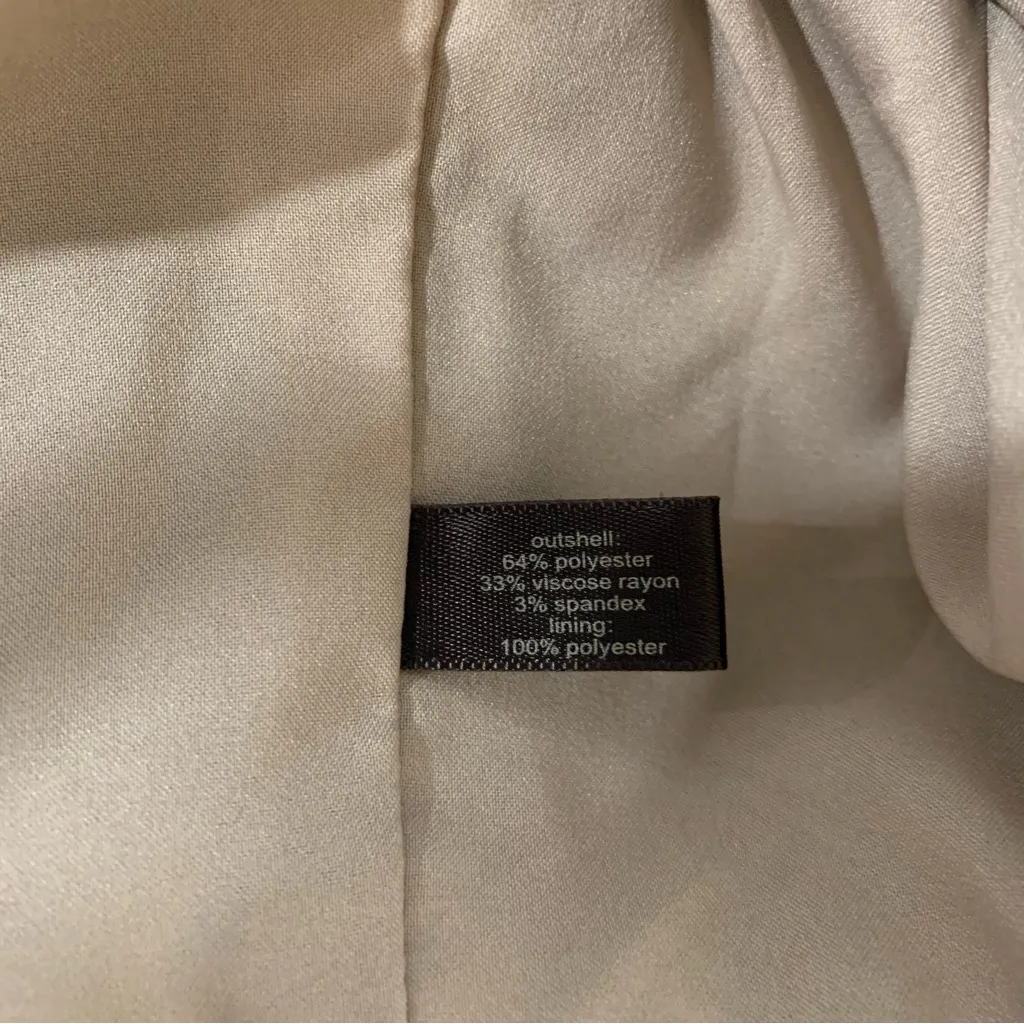 outshell:
64% polyester
33% viscose rayon
3% spandex
lining:
100% polyester